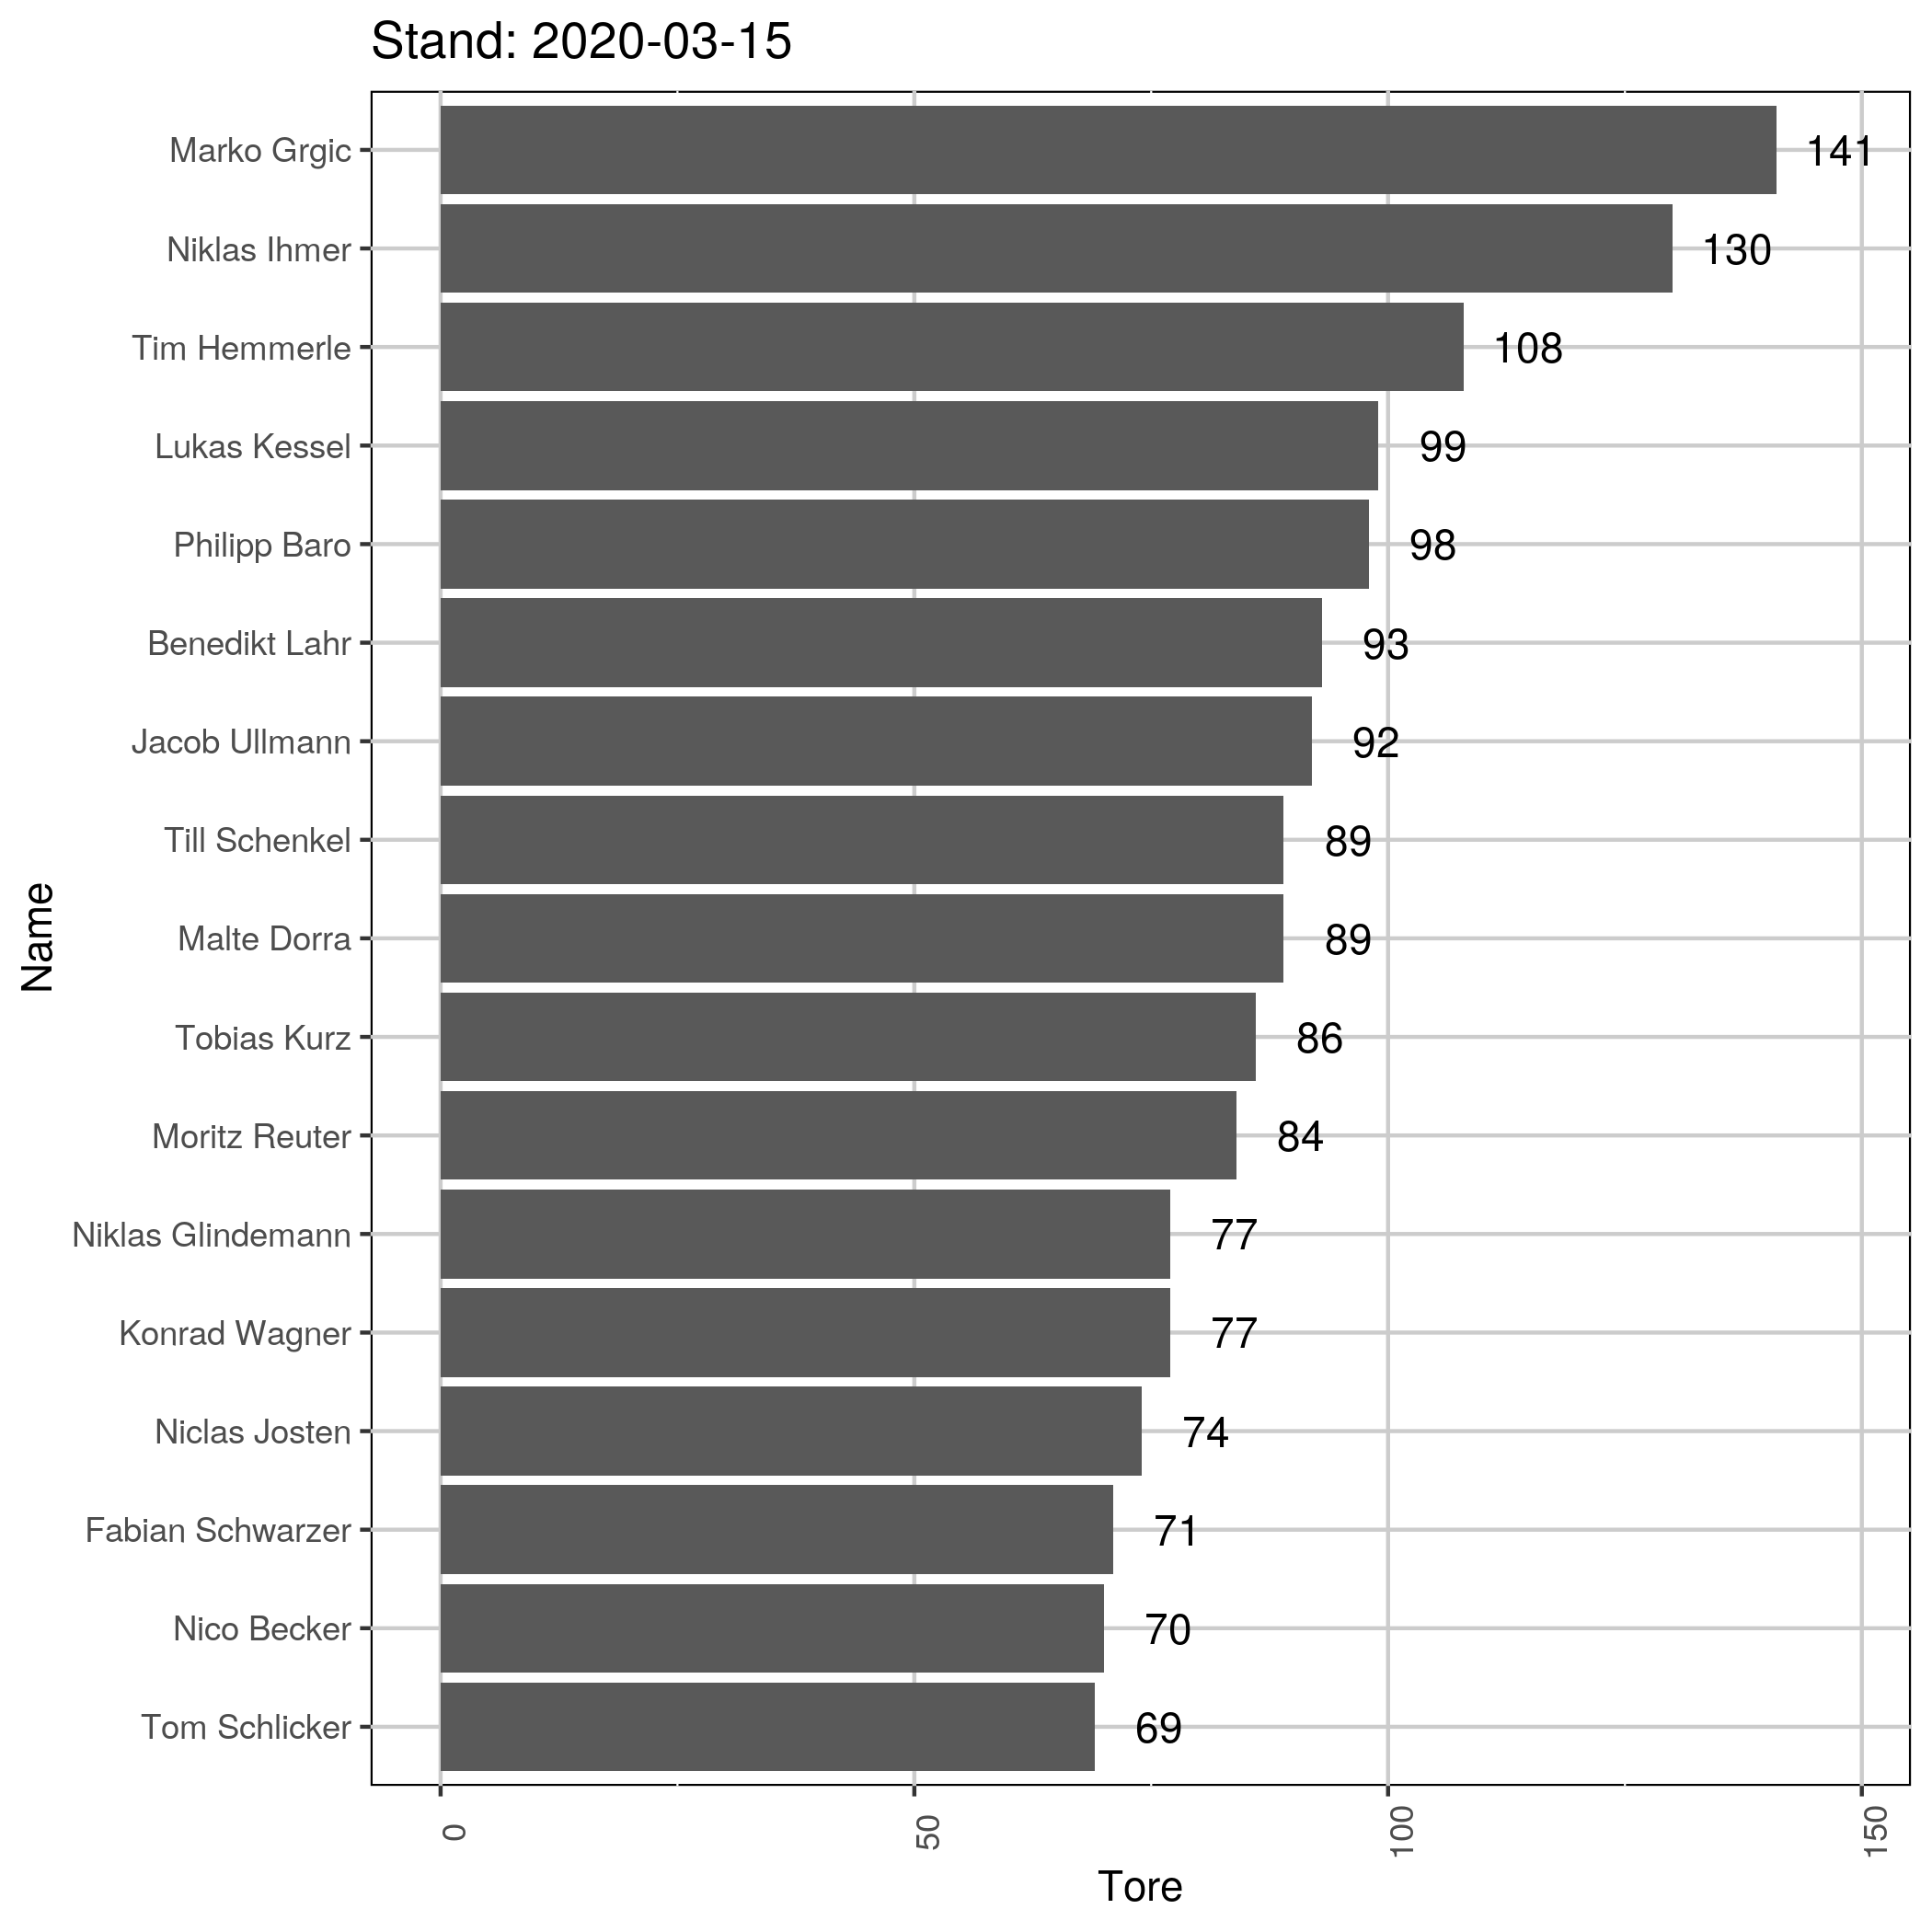 Stand: 2020-03-15
Marko Grgic 141
Niklas Ihmer 130
Tim Hemmerle 108
Lukas Kessel 99
Philipp Baro 98
Benedikt Lahr 93
Jacob Ullmann 92
Till Schenkel 89
Malte Dorra 89
Tobias Kurz 86
Moritz Reuter 84
Niklas Glindemann 77
Konrad Wagner 77
Niclas Josten 74
Fabian Schwarzer 71
Nico Becker 70
Tom Schlicker 69
Name
0 50 100 150
Tore